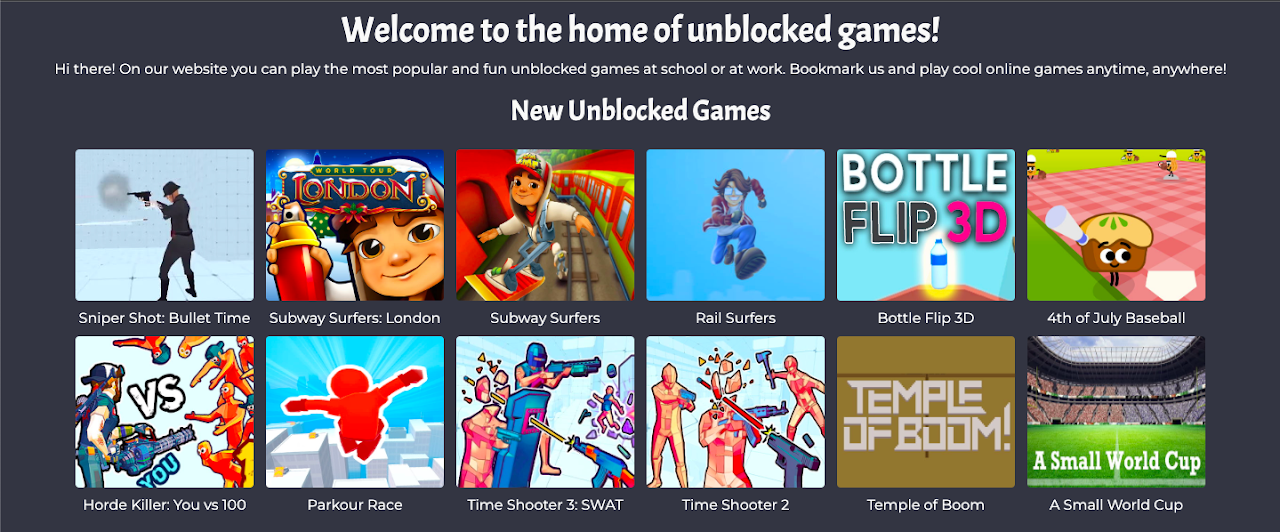 Welcome to the home of unblocked games!
Hi there! On our website you can play the most popular and fun unblocked games at school or at work. Bookmark us and play cool online games anytime, anywhere!
New Unblocked Games
WORLD TOUR
LONDON
BOTTLE
FLIP 3D
Sniper Shot: Bullet Time
Subway Surfers: London
Subway Surfers
Rail Surfers
Bottle Flip 3D
4th of July Baseball
VS
YOU
TEMPLE
OF BOOM!
A Small World Cup
Horde Killer: You vs 100
Parkour Race
Time Shooter 3: SWAT
Time Shooter 2
Temple of Boom
A Small World Cup